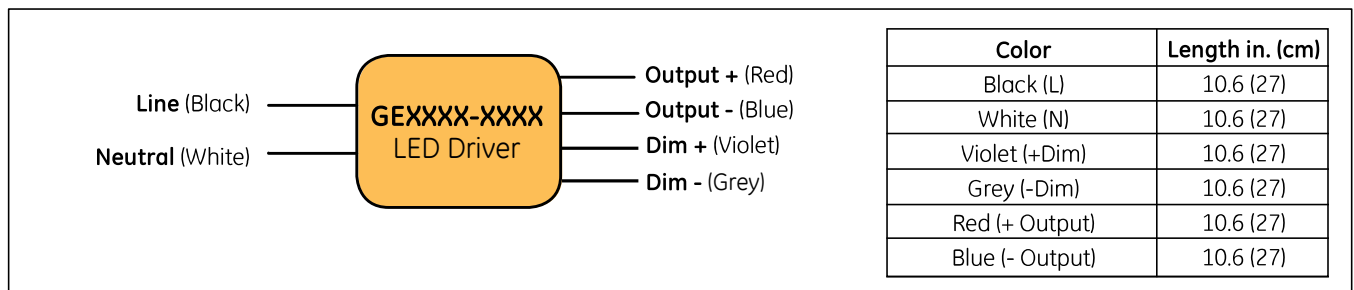 Line (Black)
Neutral (White)
GEXXXX-XXXX
LED Driver
Output + (Red)
Output - (Blue)
Dim + (Violet)
Dim - (Grey)
Color Length in. (cm)
Black (L) 10.6 (27)
White (N) 10.6 (27)
Violet (+Dim) 10.6 (27)
Grey (-Dim) 10.6 (27)
Red (+ Output) 10.6 (27)
Blue (- Output) 10.6 (27)